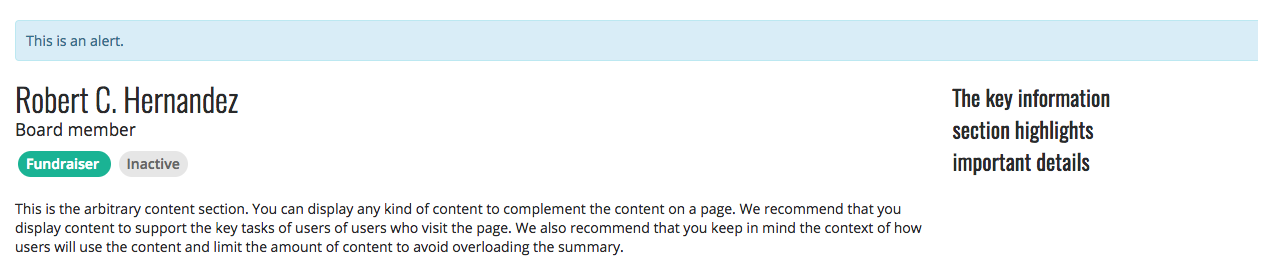 This is an alert.
Robert C. Hernandez
Board member
Fundraiser Inactive
This is the arbitrary content section. You can display any kind of content to complement the content on a page. We recommend that you
display content to support the key tasks of users of users who visit the page. We also recommend that you keep in mind the context of how
users will use the content and limit the amount of content to avoid overloading the summary.
The key information
section highlights
important details